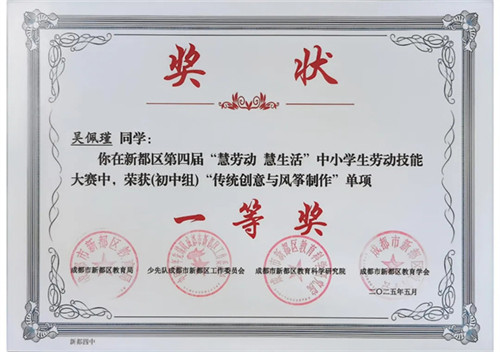 奖 状
吴佩瑾 同学：
你在新都区第四届“慧劳动 慧生活”中小学生劳动技能
大赛中，荣获(初中组)“传统创意与风筝制作”单项
一等奖
成都市新都区教育局 少先队成都市新都区工作委员会 成都市新都区教育科学研究院 成都市新都区教育学会
二〇二五年五月
新都四中